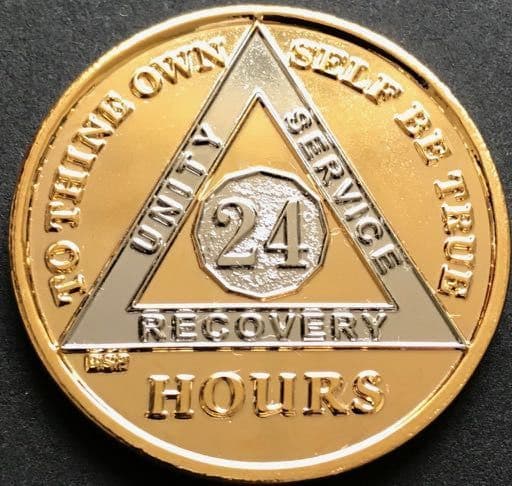 TO THINE OWN SELF BE TRUE
UNITY
SERVICE
24
RECOVERY
HOURS